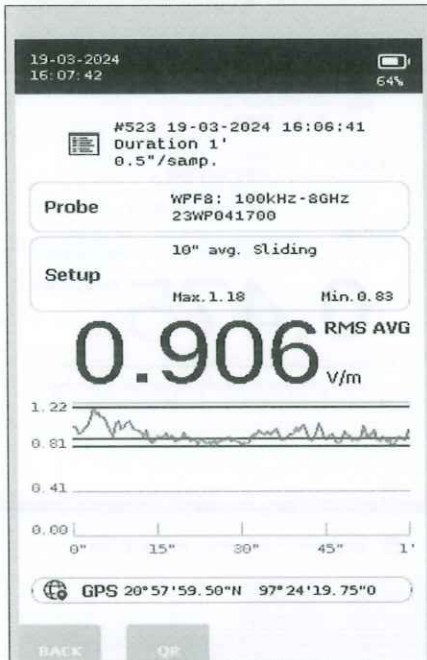 19-03-2024
16:07:42
64%
#523 19-03-2024 16:06:41
Duration 1'
0.5"/samp.
Probe
WPF8: 100kHz-8GHz
23WP041700
Setup
10" avg. Sliding
Max.1.18 Min.0.83
0.906 RMS AVG
V/m
1.22
0.81
0.41
0.00
0" 15" 30" 45" 1'
GPS 20°57'59.50"N 97°24'19.75"O
BACK QR